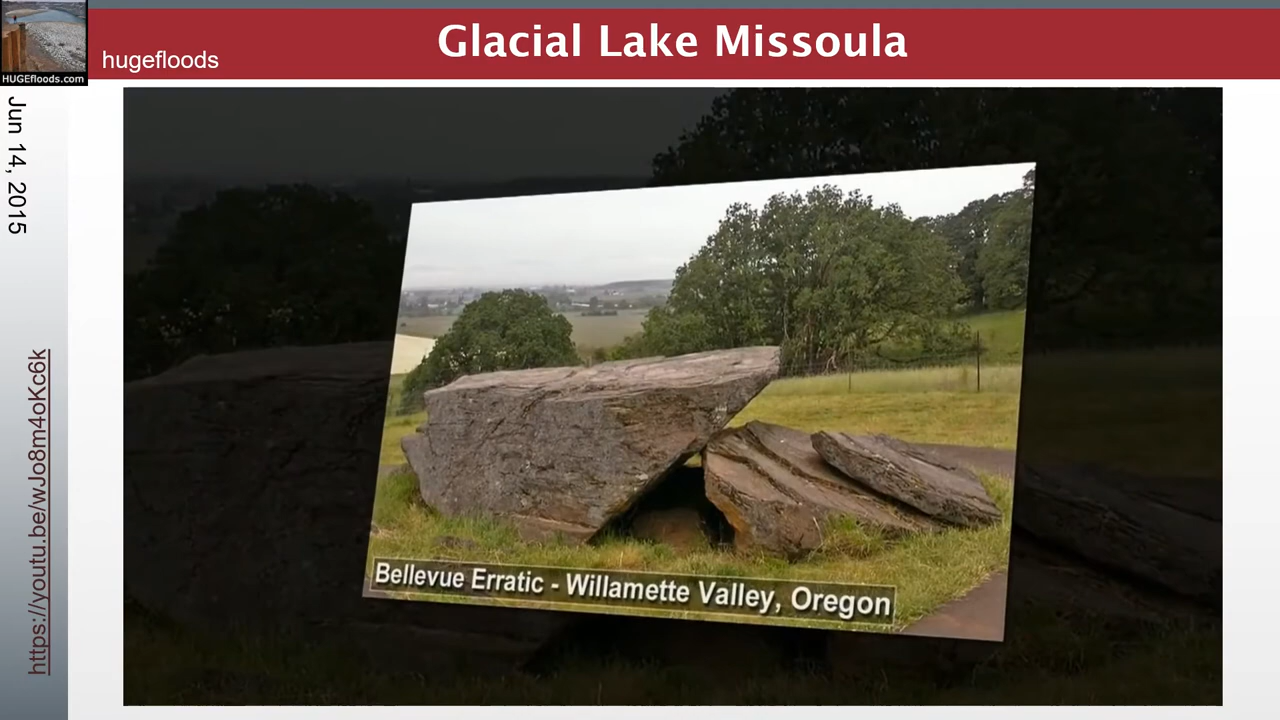 Glacial Lake Missoula
hugefloods
HUGEfloods.com
Jun 14, 2015
https://youtu.be/wJo8m4oKc6k
Bellevue Erratic - Willamette Valley, Oregon